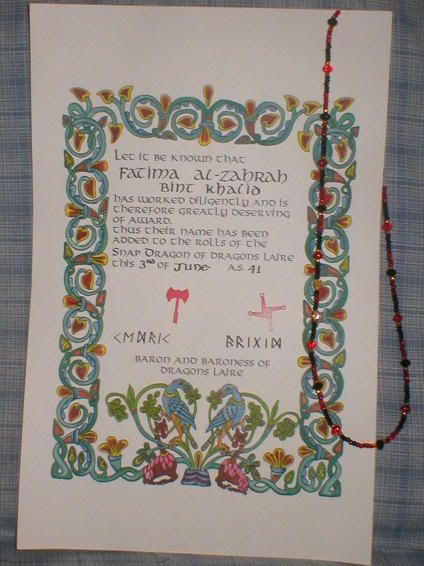 Let it be known that
Fatima al-Zahrah
bint Khalid
has worked diligently and is
therefore greatly deserving
of award.
Thus their name has been
added to the rolls of the
Snap Dragon of Dragons Laire
this 3rd of June· A.S. 41
ᚲᛖᛞᚱᛁᚲ ᛒᚱᛁᚷᛁᛞ
Baron and Baroness of
Dragons Laire